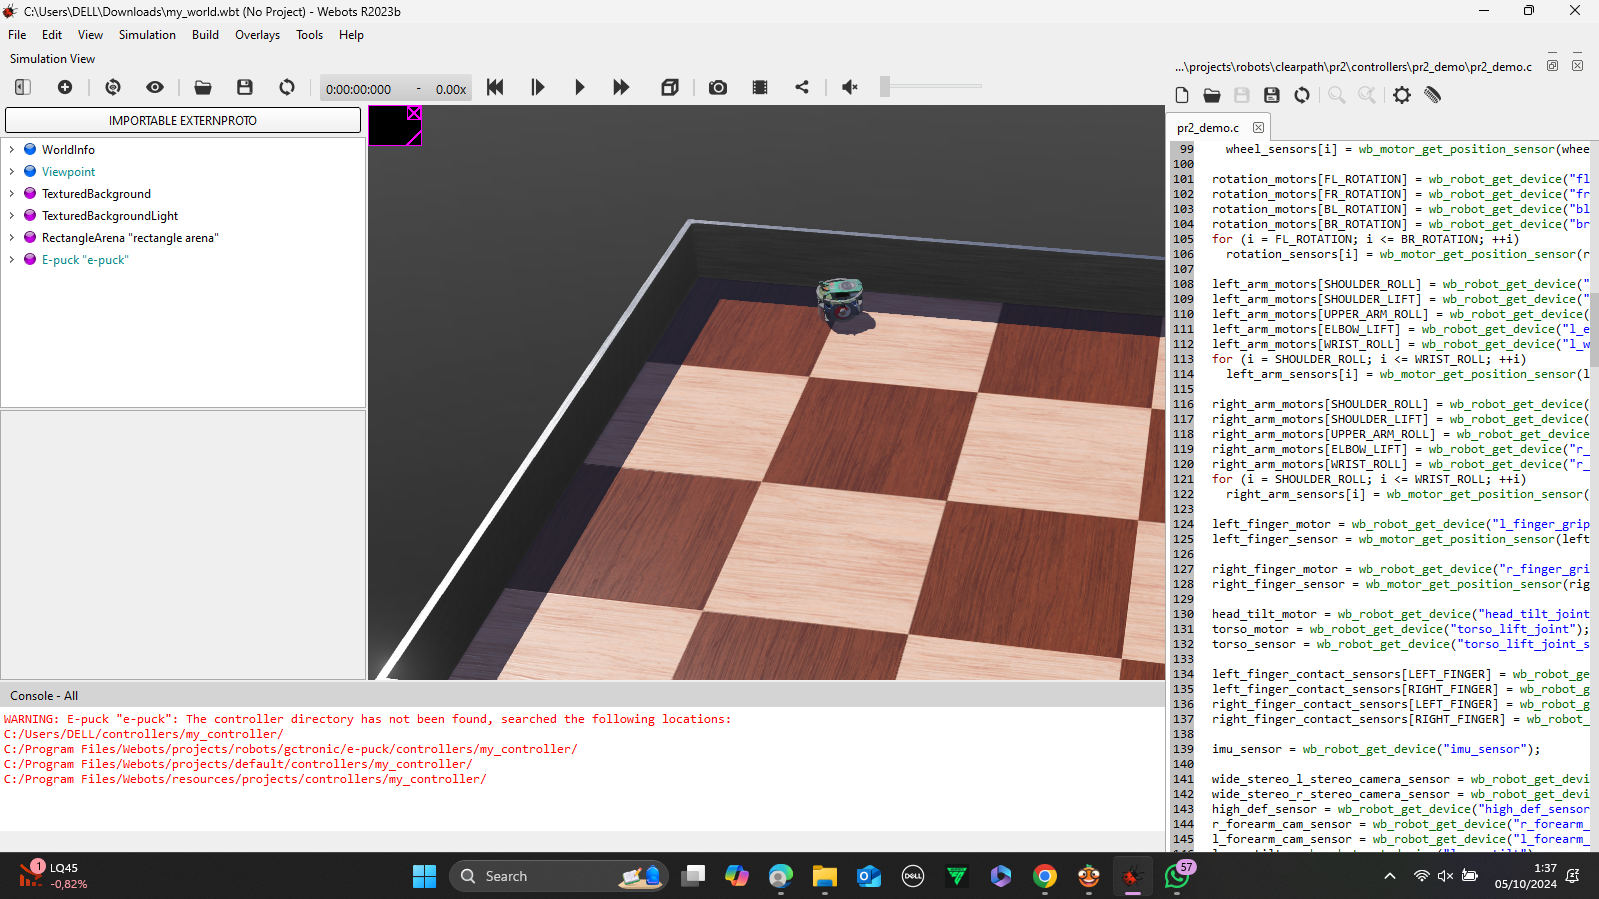 C:\Users\DELL\Downloads\my_world.wbt (No Project) - Webots R2023b
File Edit View Simulation Build Overlays Tools Help
Simulation View
0:00:00:000 - 0.00x
IMPORTABLE EXTERNPROTO
WorldInfo
Viewpoint
TexturedBackground
TexturedBackgroundLight
RectangleArena "rectangle arena"
E-puck "e-puck"
...\projects\robots\clearpath\pr2\controllers\pr2_demo\pr2_demo.c
pr2_demo.c
99 wheel_sensors[i] = wb_motor_get_position_sensor(whee
100
101 rotation_motors[FL_ROTATION] = wb_robot_get_device("fl
102 rotation_motors[FR_ROTATION] = wb_robot_get_device("fr
103 rotation_motors[BL_ROTATION] = wb_robot_get_device("bl
104 rotation_motors[BR_ROTATION] = wb_robot_get_device("br
105 for (i = FL_ROTATION; i <= BR_ROTATION; ++i)
106 rotation_sensors[i] = wb_motor_get_position_sensor(r
107
108 left_arm_motors[SHOULDER_ROLL] = wb_robot_get_device("
109 left_arm_motors[SHOULDER_LIFT] = wb_robot_get_device("
110 left_arm_motors[UPPER_ARM_ROLL] = wb_robot_get_device(
111 left_arm_motors[ELBOW_LIFT] = wb_robot_get_device("l_e
112 left_arm_motors[WRIST_ROLL] = wb_robot_get_device("l_w
113 for (i = SHOULDER_ROLL; i <= WRIST_ROLL; ++i)
114 left_arm_sensors[i] = wb_motor_get_position_sensor(l
115
116 right_arm_motors[SHOULDER_ROLL] = wb_robot_get_device(
117 right_arm_motors[SHOULDER_LIFT] = wb_robot_get_device(
118 right_arm_motors[UPPER_ARM_ROLL] = wb_robot_get_device
119 right_arm_motors[ELBOW_LIFT] = wb_robot_get_device("r_
120 right_arm_motors[WRIST_ROLL] = wb_robot_get_device("r_
121 for (i = SHOULDER_ROLL; i <= WRIST_ROLL; ++i)
122 right_arm_sensors[i] = wb_motor_get_position_sensor(
123
124 left_finger_motor = wb_robot_get_device("l_finger_grip
125 left_finger_sensor = wb_motor_get_position_sensor(left
126
127 right_finger_motor = wb_robot_get_device("r_finger_gri
128 right_finger_sensor = wb_motor_get_position_sensor(rig
129
130 head_tilt_motor = wb_robot_get_device("head_tilt_joint
131 torso_motor = wb_robot_get_device("torso_lift_joint");
132 torso_sensor = wb_robot_get_device("torso_lift_joint_s
133
134 left_finger_contact_sensors[LEFT_FINGER] = wb_robot_ge
135 left_finger_contact_sensors[RIGHT_FINGER] = wb_robot_g
136 right_finger_contact_sensors[LEFT_FINGER] = wb_robot_g
137 right_finger_contact_sensors[RIGHT_FINGER] = wb_robot_
138
139 imu_sensor = wb_robot_get_device("imu_sensor");
140
141 wide_stereo_l_stereo_camera_sensor = wb_robot_get_devi
142 wide_stereo_r_stereo_camera_sensor = wb_robot_get_devi
143 high_def_sensor = wb_robot_get_device("high_def_sensor
144 r_forearm_cam_sensor = wb_robot_get_device("r_forearm_
145 l_forearm_cam_sensor = wb_robot_get_device("l_forearm_
Console - All
WARNING: E-puck "e-puck": The controller directory has not been found, searched the following locations:
C:/Users/DELL/controllers/my_controller/
C:/Program Files/Webots/projects/robots/gctronic/e-puck/controllers/my_controller/
C:/Program Files/Webots/projects/default/controllers/my_controller/
C:/Program Files/Webots/resources/projects/controllers/my_controller/
1
LQ45
-0,82%
Search
DELL
57
1:37
05/10/2024